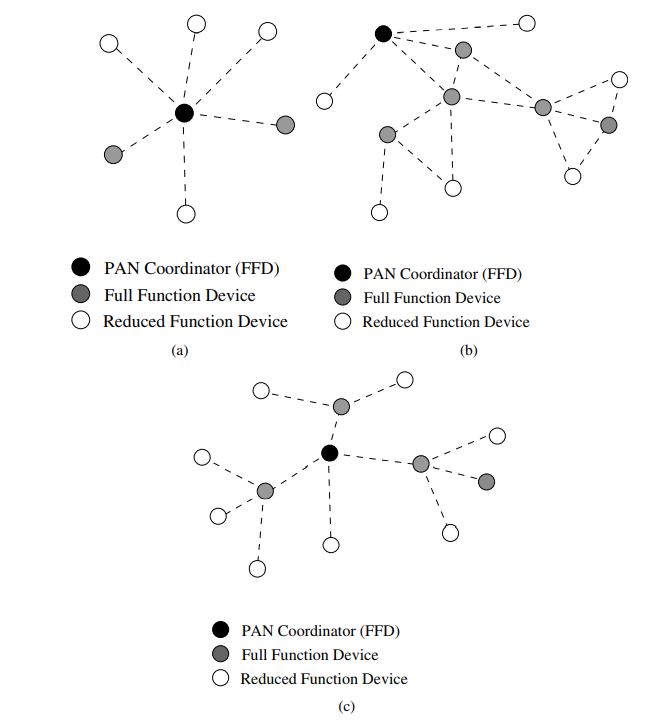 PAN Coordinator (FFD)
Full Function Device
Reduced Function Device
(a)
PAN Coordinator (FFD)
Full Function Device
Reduced Function Device
(b)
PAN Coordinator (FFD)
Full Function Device
Reduced Function Device
(c)